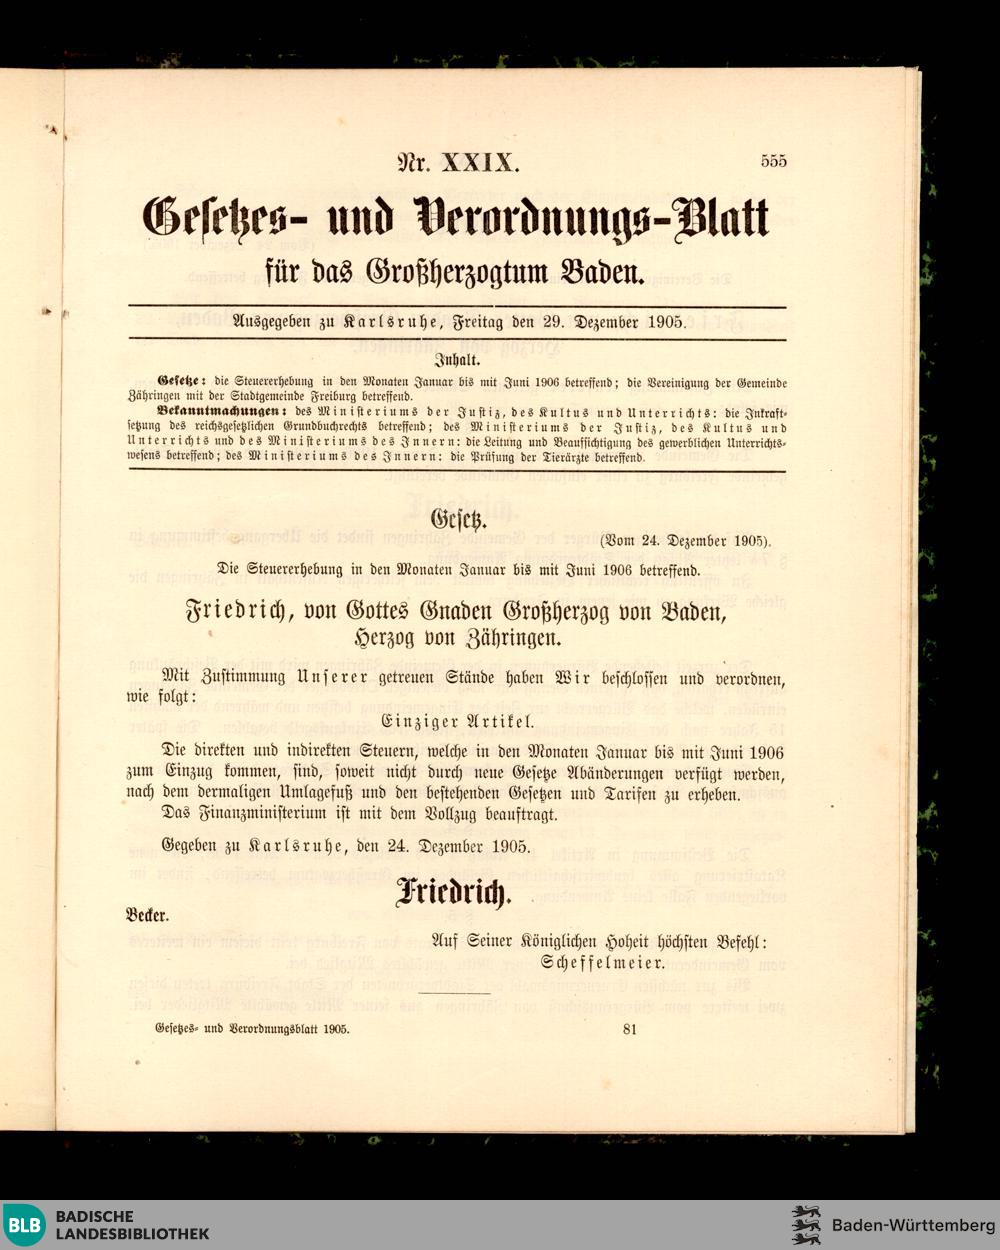 Nr. XXIX.
555
Gesetzes- und Verordnungs-Blatt
für das Großherzogtum Baden.
Ausgegeben zu Karlsruhe, Freitag den 29. Dezember 1905.
Inhalt.
Gesetze: die Steuererhebung in den Monaten Januar bis mit Juni 1906 betreffend; die Vereinigung der Gemeinde
Zähringen mit der Stadtgemeinde Freiburg betreffend.
Bekanntmachungen: des Ministeriums der Justiz, des Kultus und Unterrichts: die Inkraft-
setzung des reichsgesetzlichen Grundbuchrechts betreffend; des Ministeriums der Justiz, des Kultus und
Unterrichts und des Ministeriums des Innern: die Leitung und Beaufsichtigung des gewerblichen Unterrichts-
wesens betreffend; des Ministeriums des Innern: die Prüfung der Tierärzte betreffend.
Gesetz.
(Vom 24. Dezember 1905).
Die Steuererhebung in den Monaten Januar bis mit Juni 1906 betreffend.
Friedrich, von Gottes Gnaden Großherzog von Baden,
Herzog von Zähringen.
Mit Zustimmung Unserer getreuen Stände haben Wir beschlossen und verordnen,
wie folgt:
Einziger Artikel.
Die direkten und indirekten Steuern, welche in den Monaten Januar bis mit Juni 1906
zum Einzug kommen, sind, soweit nicht durch neue Gesetze Abänderungen verfügt werden,
nach dem dermaligen Umlagefuß und den bestehenden Gesetzen und Tarifen zu erheben.
Das Finanzministerium ist mit dem Vollzug beauftragt.
Gegeben zu Karlsruhe, den 24. Dezember 1905.
Friedrich.
Becker.
Auf Seiner Königlichen Hoheit höchsten Befehl:
Scheffelmeier.
Gesetzes- und Verordnungsblatt 1905.
81
BLB
BADISCHE
LANDESBIBLIOTHEK
Baden-Württemberg